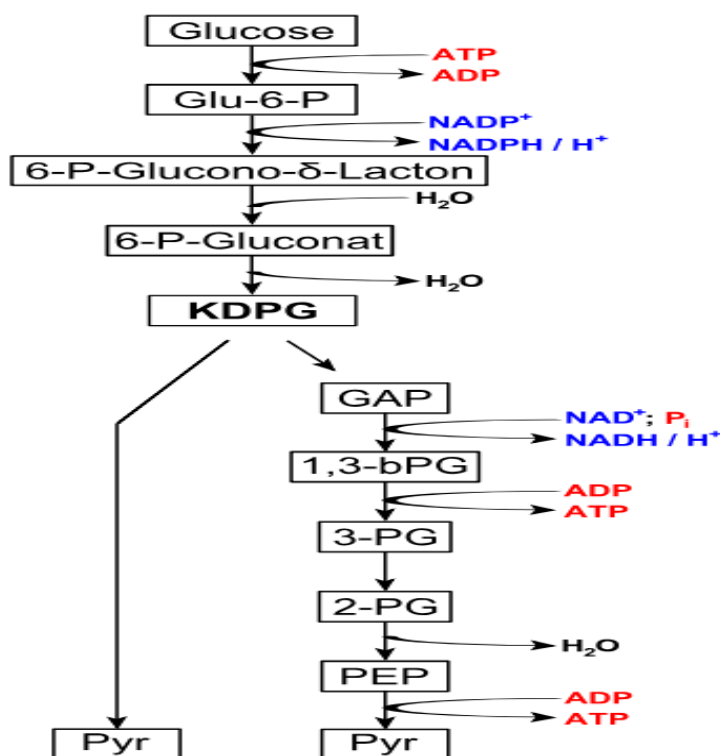 Glucose
ATP
ADP
Glu-6-P
NADP⁺
NADPH / H⁺
6-P-Glucono-δ-Lacton
H₂O
6-P-Gluconat
H₂O
KDPG
GAP
NAD⁺; Pᵢ
NADH / H⁺
1,3-bPG
ADP
ATP
3-PG
2-PG
H₂O
PEP
ADP
ATP
Pyr
Pyr